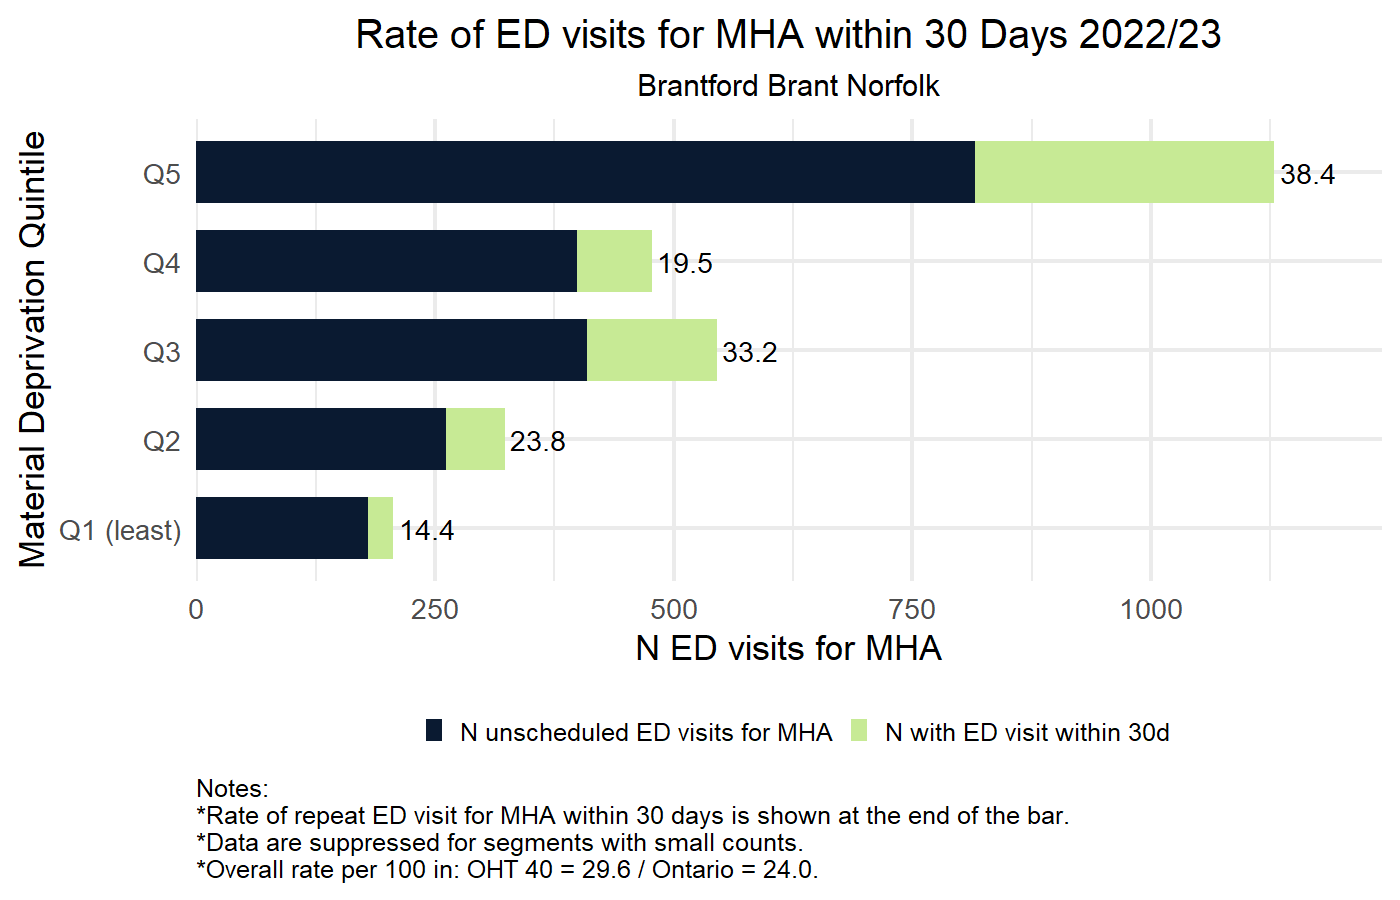 Rate of ED visits for MHA within 30 Days 2022/23
Brantford Brant Norfolk
Material Deprivation Quintile
Q5
38.4
Q4
19.5
Q3
33.2
Q2
23.8
Q1 (least)
14.4
0 250 500 750 1000
N ED visits for MHA
N unscheduled ED visits for MHA N with ED visit within 30d
Notes:
*Rate of repeat ED visit for MHA within 30 days is shown at the end of the bar.
*Data are suppressed for segments with small counts.
*Overall rate per 100 in: OHT 40 = 29.6 / Ontario = 24.0.